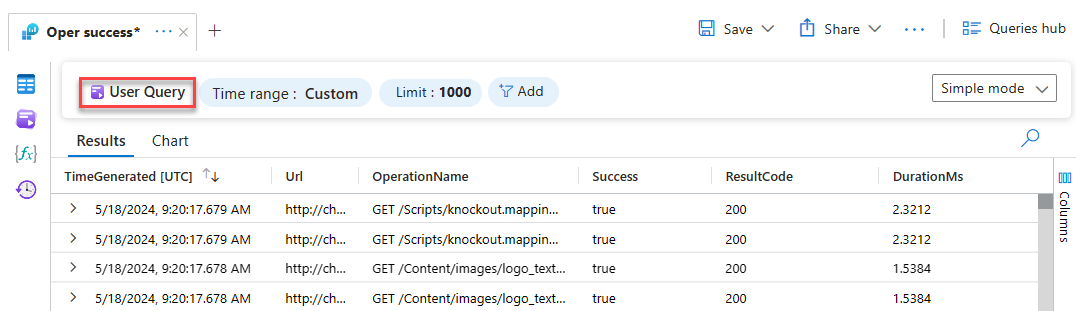 Oper success* ··· × +
Save Share ··· Queries hub
User Query Time range : Custom Limit : 1000 Add Simple mode
{fx}
Results Chart
TimeGenerated [UTC] ↑↓ Url OperationName Success ResultCode DurationMs
> 5/18/2024, 9:20:17.679 AM http://ch... GET /Scripts/knockout.mappin... true 200 2.3212
> 5/18/2024, 9:20:17.679 AM http://ch... GET /Scripts/knockout.mappin... true 200 2.3212
> 5/18/2024, 9:20:17.678 AM http://ch... GET /Content/images/logo_text... true 200 1.5384
> 5/18/2024, 9:20:17.678 AM http://ch... GET /Content/images/logo_text... true 200 1.5384
Columns